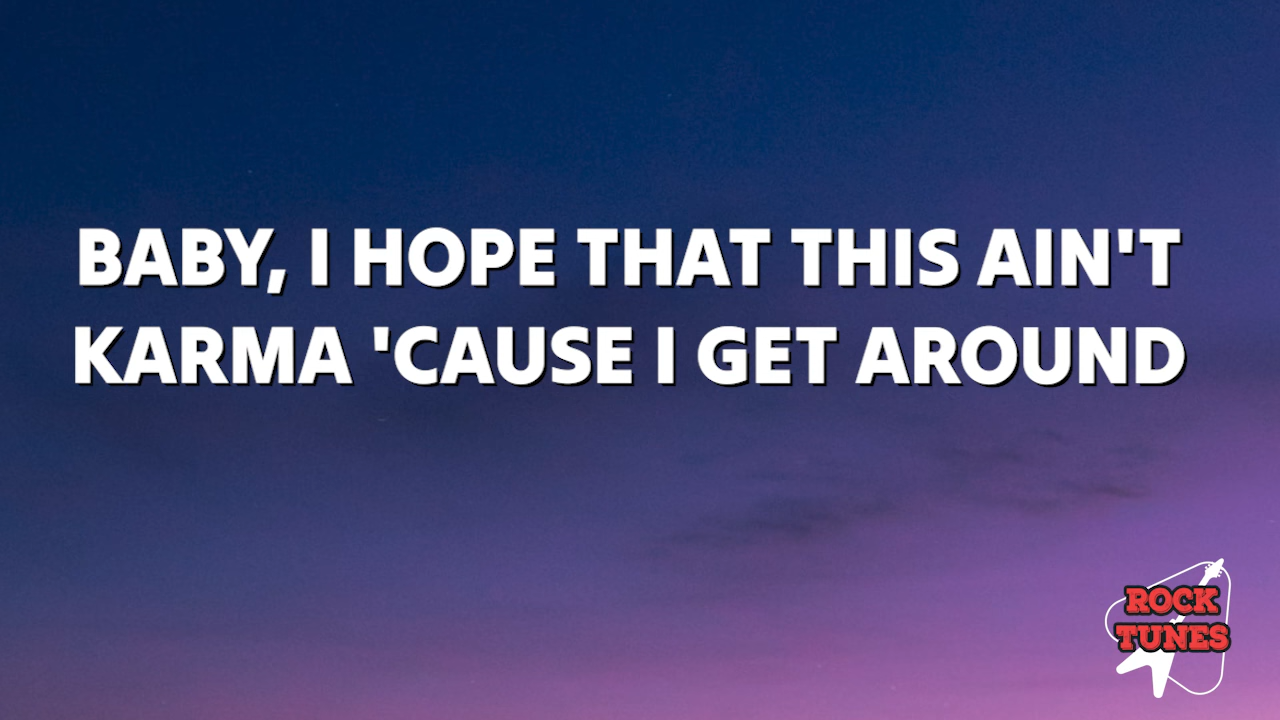 BABY, I HOPE THAT THIS AIN'T
KARMA 'CAUSE I GET AROUND
ROCK
TUNES